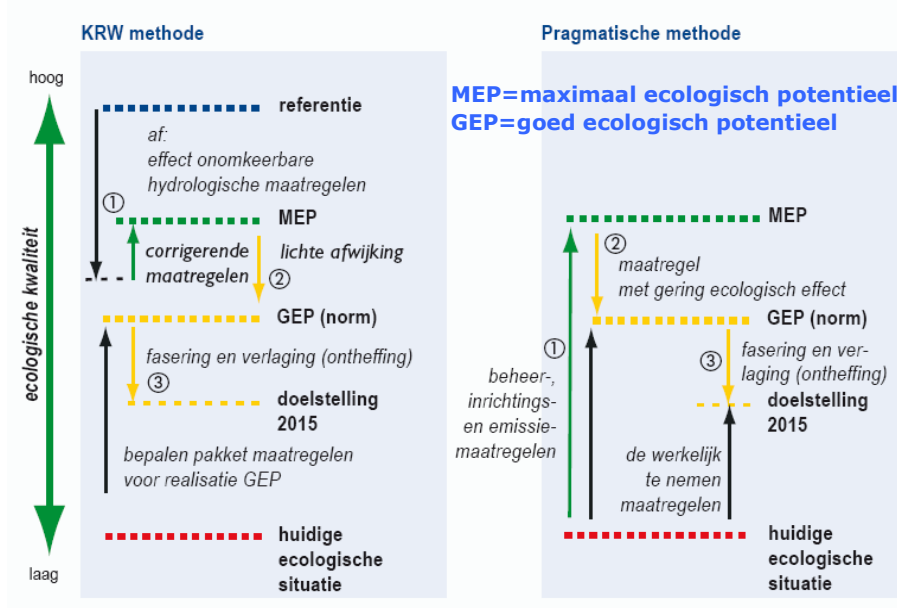 KRW methode
hoog
referentie
af:
effect onomkeerbare
hydrologische maatregelen
①
MEP
corrigerende
maatregelen
lichte afwijking
②
ecologische kwaliteit
GEP (norm)
fasering en verlaging (ontheffing)
③
doelstelling
2015
bepalen pakket maatregelen
voor realisatie GEP
huidige
ecologische
situatie
laag
Pragmatische methode
MEP=maximaal ecologisch potentieel
GEP=goed ecologisch potentieel
MEP
②
maatregel
met gering ecologisch effect
GEP (norm)
①
beheer-,
inrichtings-
en emissie-
maatregelen
③
fasering en ver-
laging (ontheffing)
doelstelling
2015
de werkelijk
te nemen
maatregelen
huidige
ecologische
situatie